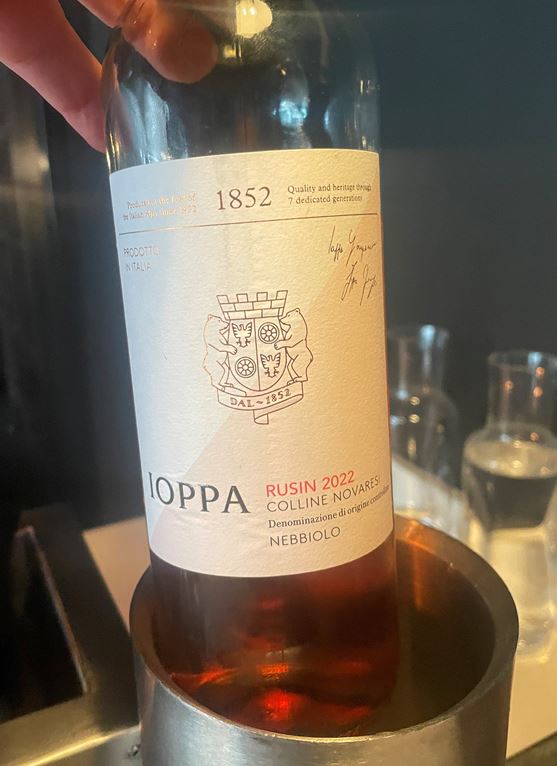 1852
Quality and heritage through
7 dedicated generations
PRODOTTO
IN ITALIA
DAL ~ 1852
IOPPA
RUSIN 2022
COLLINE NOVARESI
Denominazione di origine
NEBBIOLO